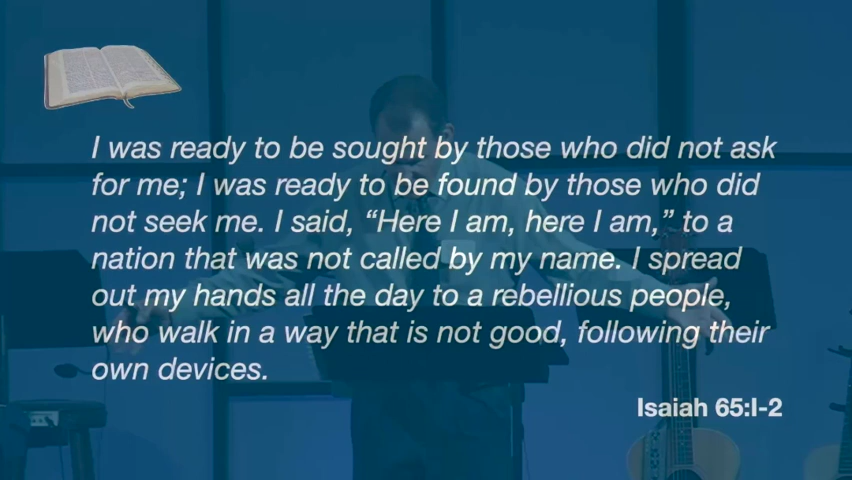 I was ready to be sought by those who did not ask
for me; I was ready to be found by those who did
not seek me. I said, “Here I am, here I am,” to a
nation that was not called by my name. I spread
out my hands all the day to a rebellious people,
who walk in a way that is not good, following their
own devices.
Isaiah 65:I-2